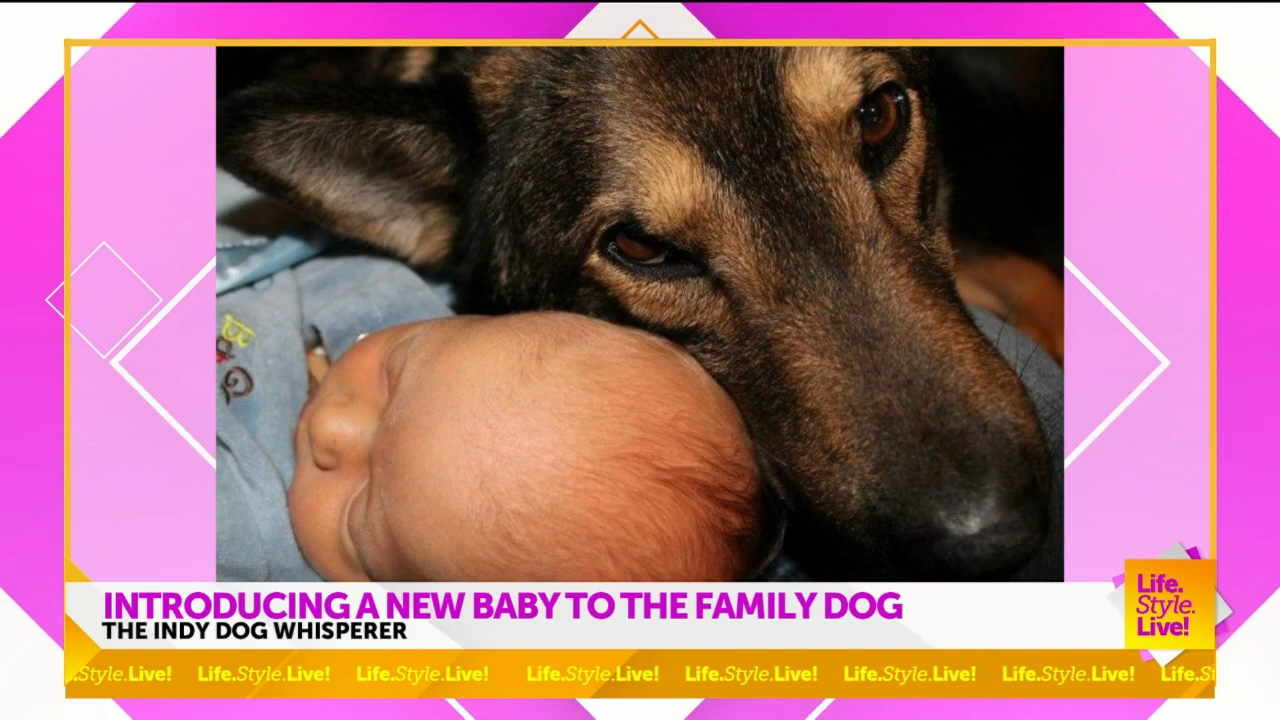 B
INTRODUCING A NEW BABY TO THE FAMILY DOG
THE INDY DOG WHISPERER
Life.
Style.
Live!
.Style.Live! Life.Style.Live! Life.Style.Live! Life.Style.Live! Life.Style.Live! Life.Style.Live! Life.Style.Live! Life.S